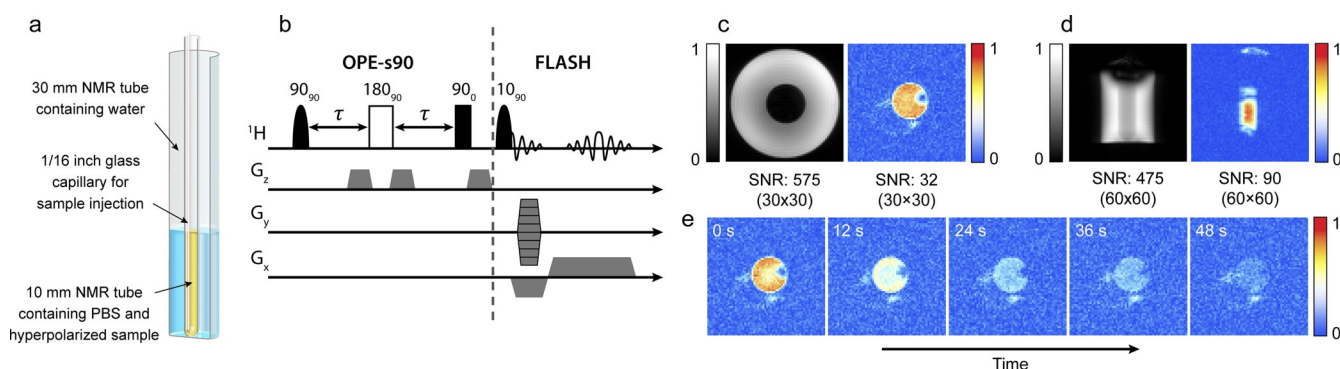 a
30 mm NMR tube
containing water
1/16 inch glass
capillary for
sample injection
10 mm NMR tube
containing PBS and
hyperpolarized sample
b
OPE-s90
FLASH
90₉₀
180₉₀
90₀
10₉₀
τ
τ
¹H
G_z
G_y
G_x
c
1
0
1
0
SNR: 575
(30x30)
SNR: 32
(30×30)
d
1
0
1
0
SNR: 475
(60x60)
SNR: 90
(60×60)
e
0 s
12 s
24 s
36 s
48 s
1
0
Time